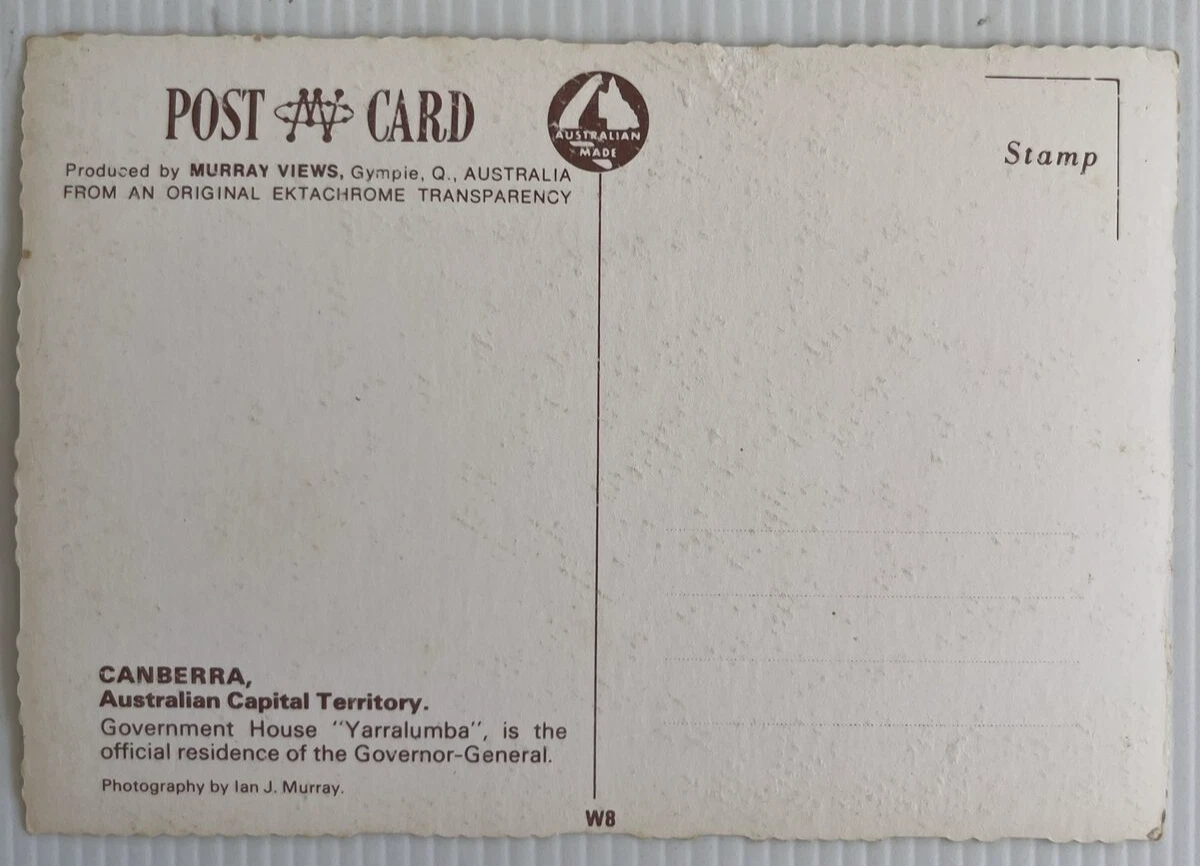 POST MV CARD
Produced by MURRAY VIEWS, Gympie, Q., AUSTRALIA
FROM AN ORIGINAL EKTACHROME TRANSPARENCY
AUSTRALIAN
MADE
Stamp
CANBERRA,
Australian Capital Territory.
Government House "Yarralumba", is the
official residence of the Governor-General.
Photography by Ian J. Murray.
W8